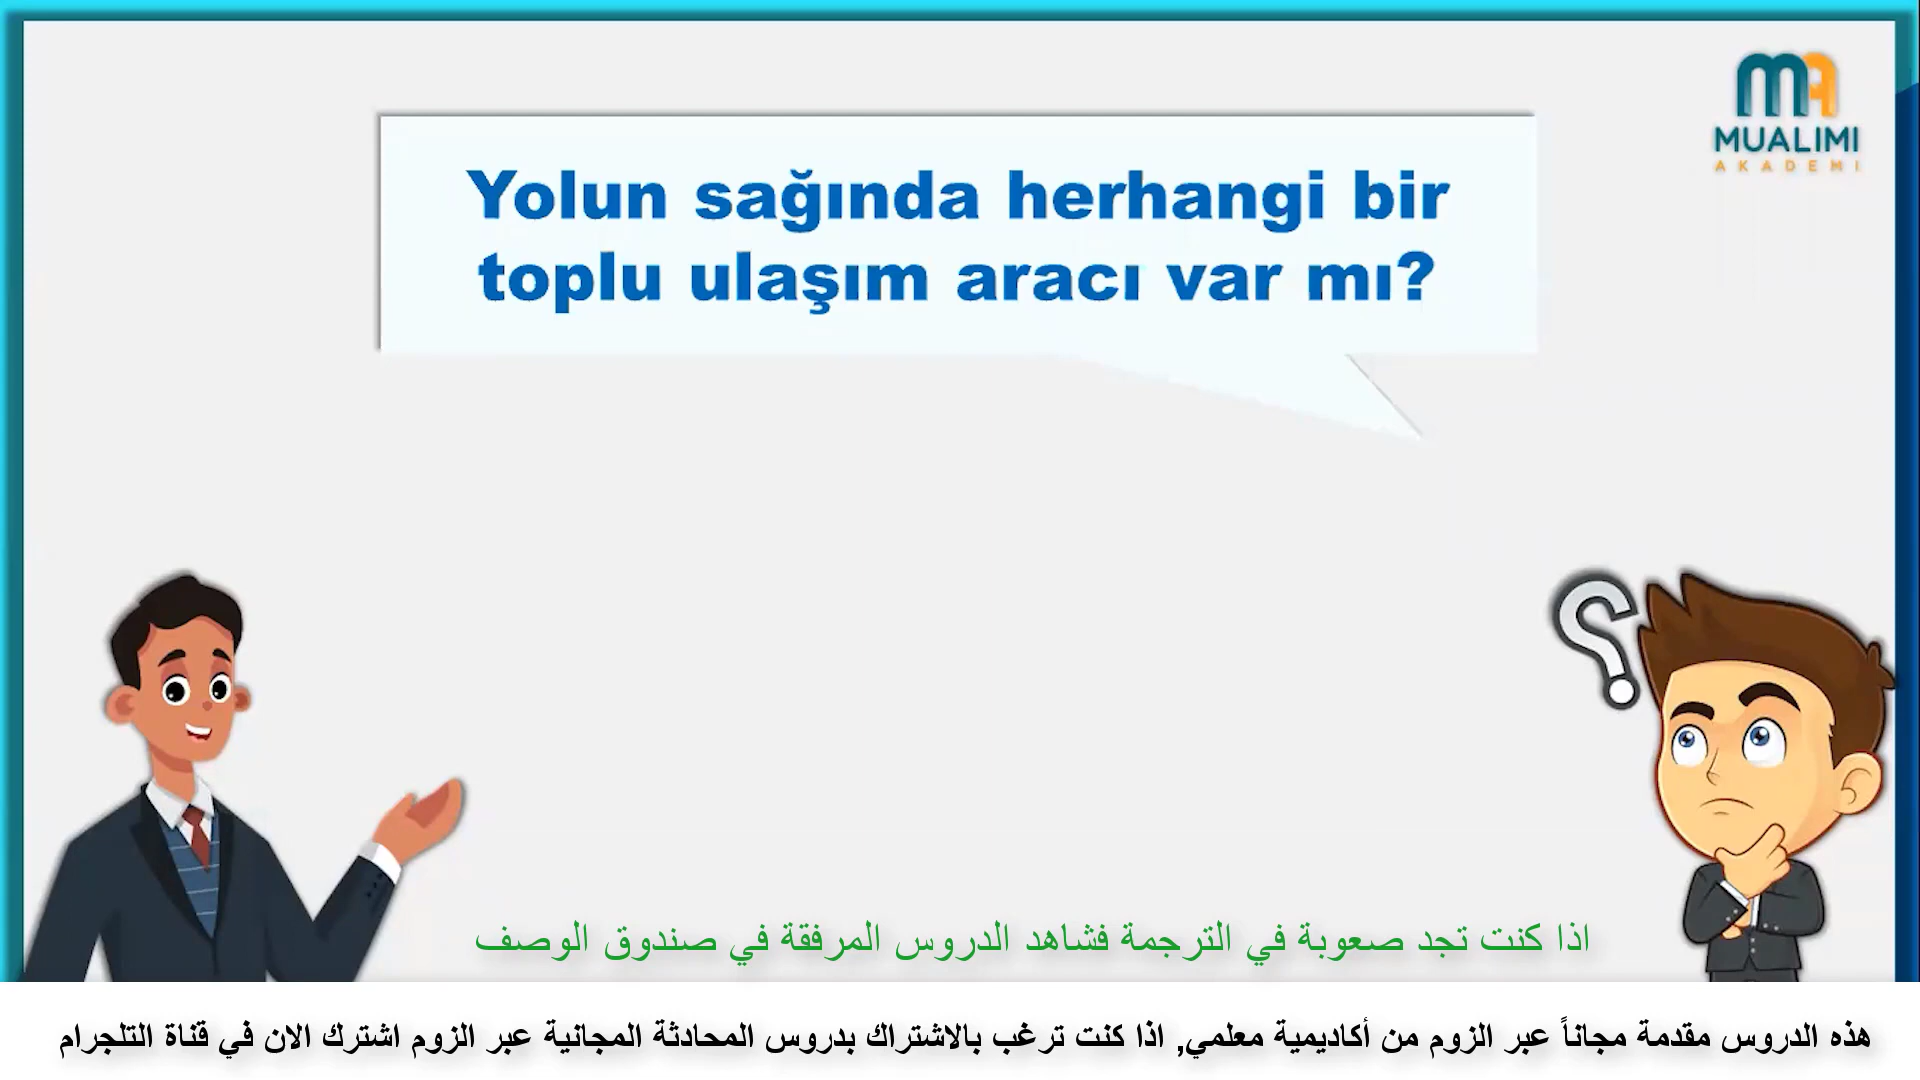 MUALIMI
AKADEMI
Yolun sağında herhangi bir
toplu ulaşım aracı var mı?
اذا كنت تجد صعوبة في الترجمة فشاهد الدروس المرفقة في صندوق الوصف
هذه الدروس مقدمة مجاناً عبر الزوم من أكاديمية معلمي, اذا كنت ترغب بالاشتراك بدروس المحادثة المجانية عبر الزوم اشترك الان في قناة التلجرام